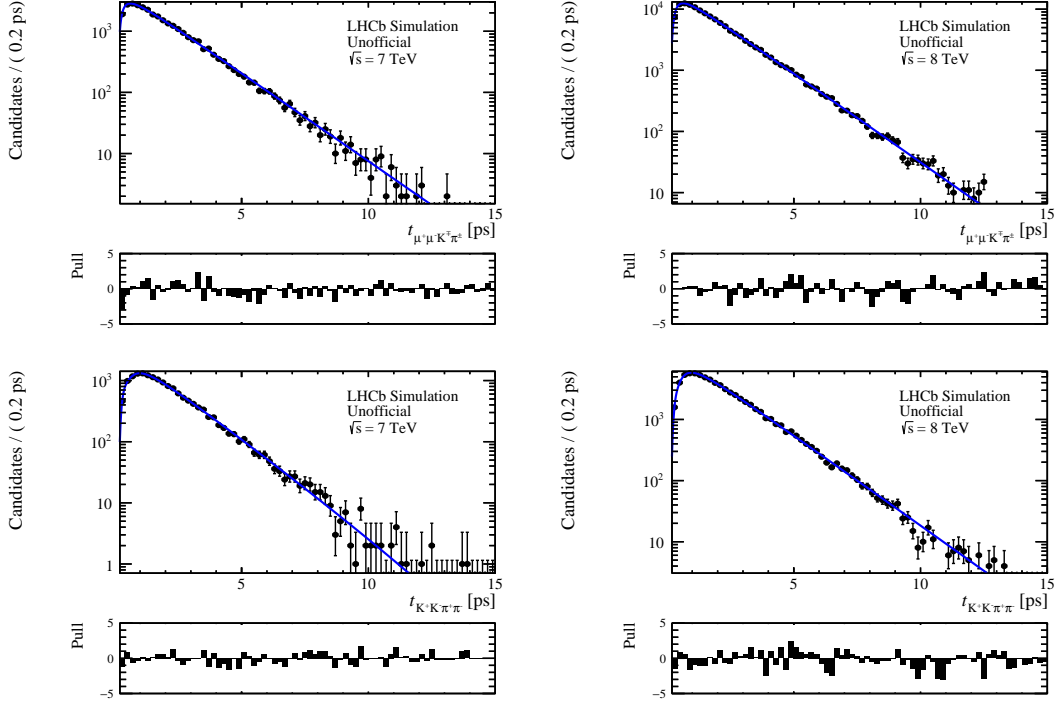 Candidates / ( 0.2 ps)
10³
10²
10
LHCb Simulation
Unofficial
√s = 7 TeV
5 10 15
t_{μ⁺μ⁻K∓π±} [ps]
Pull
5
0
−5
Candidates / ( 0.2 ps)
10⁴
10³
10²
10
LHCb Simulation
Unofficial
√s = 8 TeV
5 10 15
t_{μ⁺μ⁻K∓π±} [ps]
Pull
5
0
−5
Candidates / ( 0.2 ps)
10³
10²
10
1
LHCb Simulation
Unofficial
√s = 7 TeV
5 10 15
t_{K⁺K⁻π⁺π⁻} [ps]
Pull
5
0
−5
Candidates / ( 0.2 ps)
10³
10²
10
LHCb Simulation
Unofficial
√s = 8 TeV
5 10 15
t_{K⁺K⁻π⁺π⁻} [ps]
Pull
5
0
−5